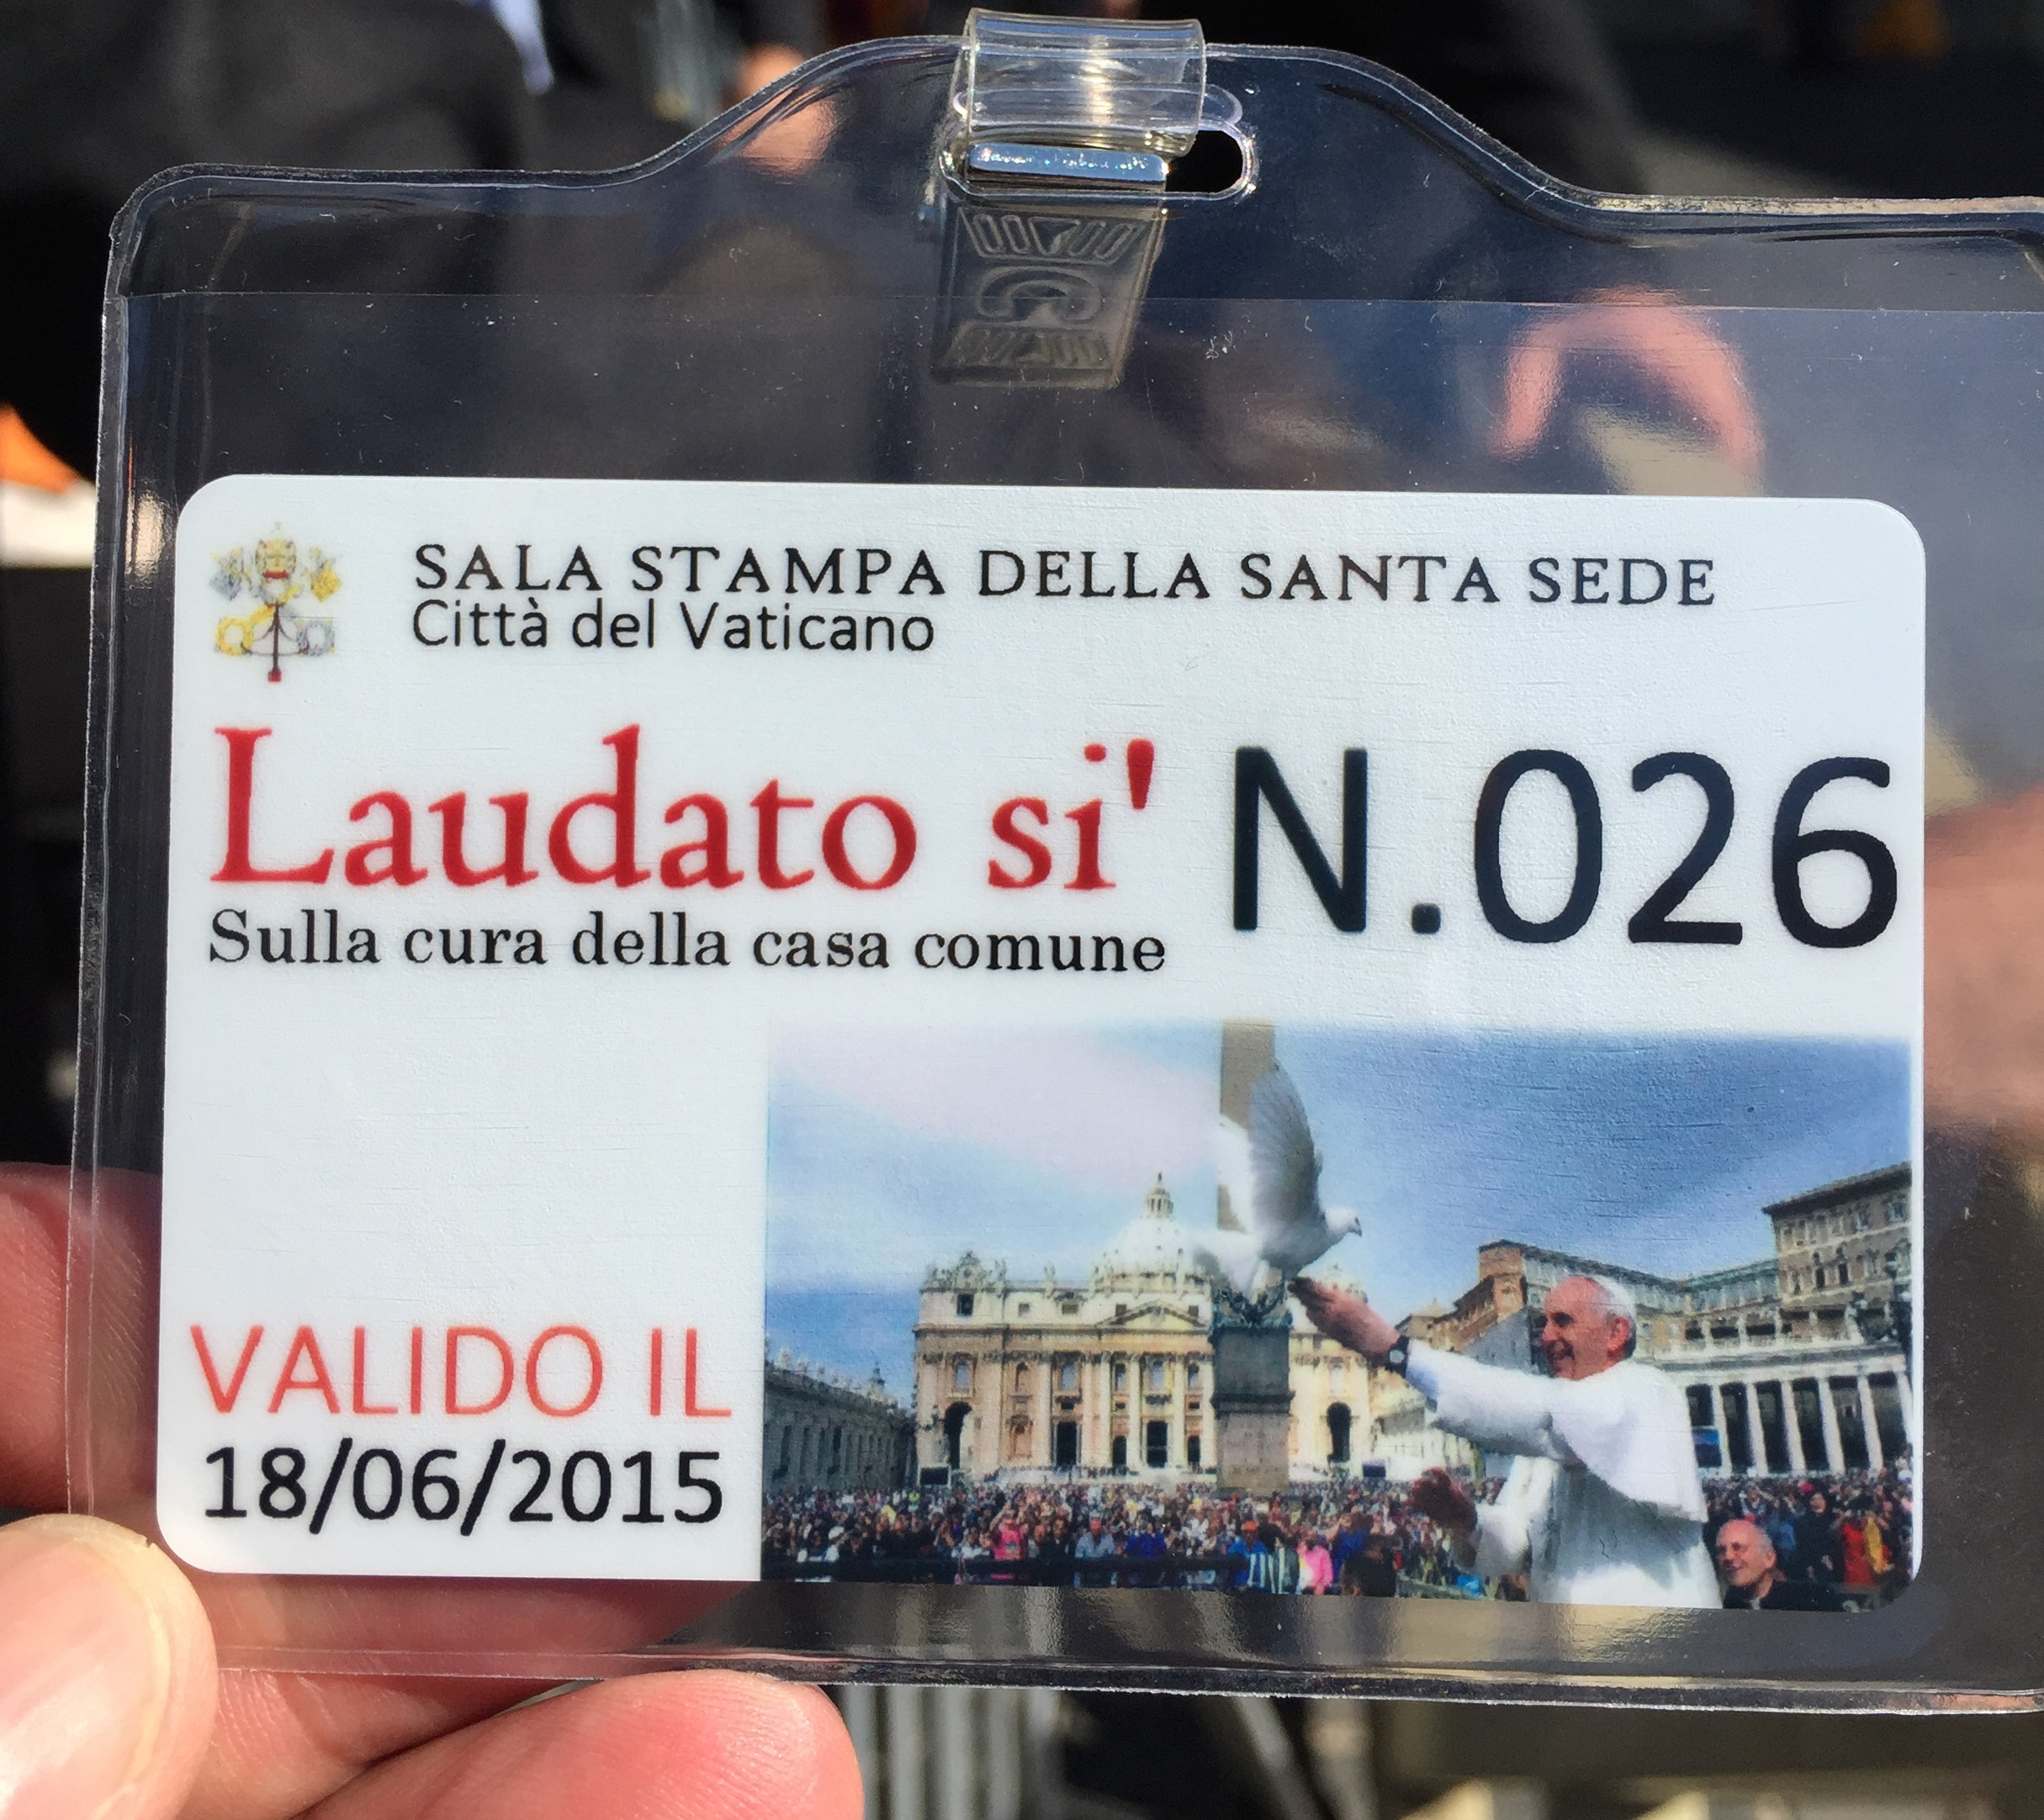 SALA STAMPA DELLA SANTA SEDE
Città del Vaticano
Laudato si' N.026
Sulla cura della casa comune
VALIDO IL
18/06/2015